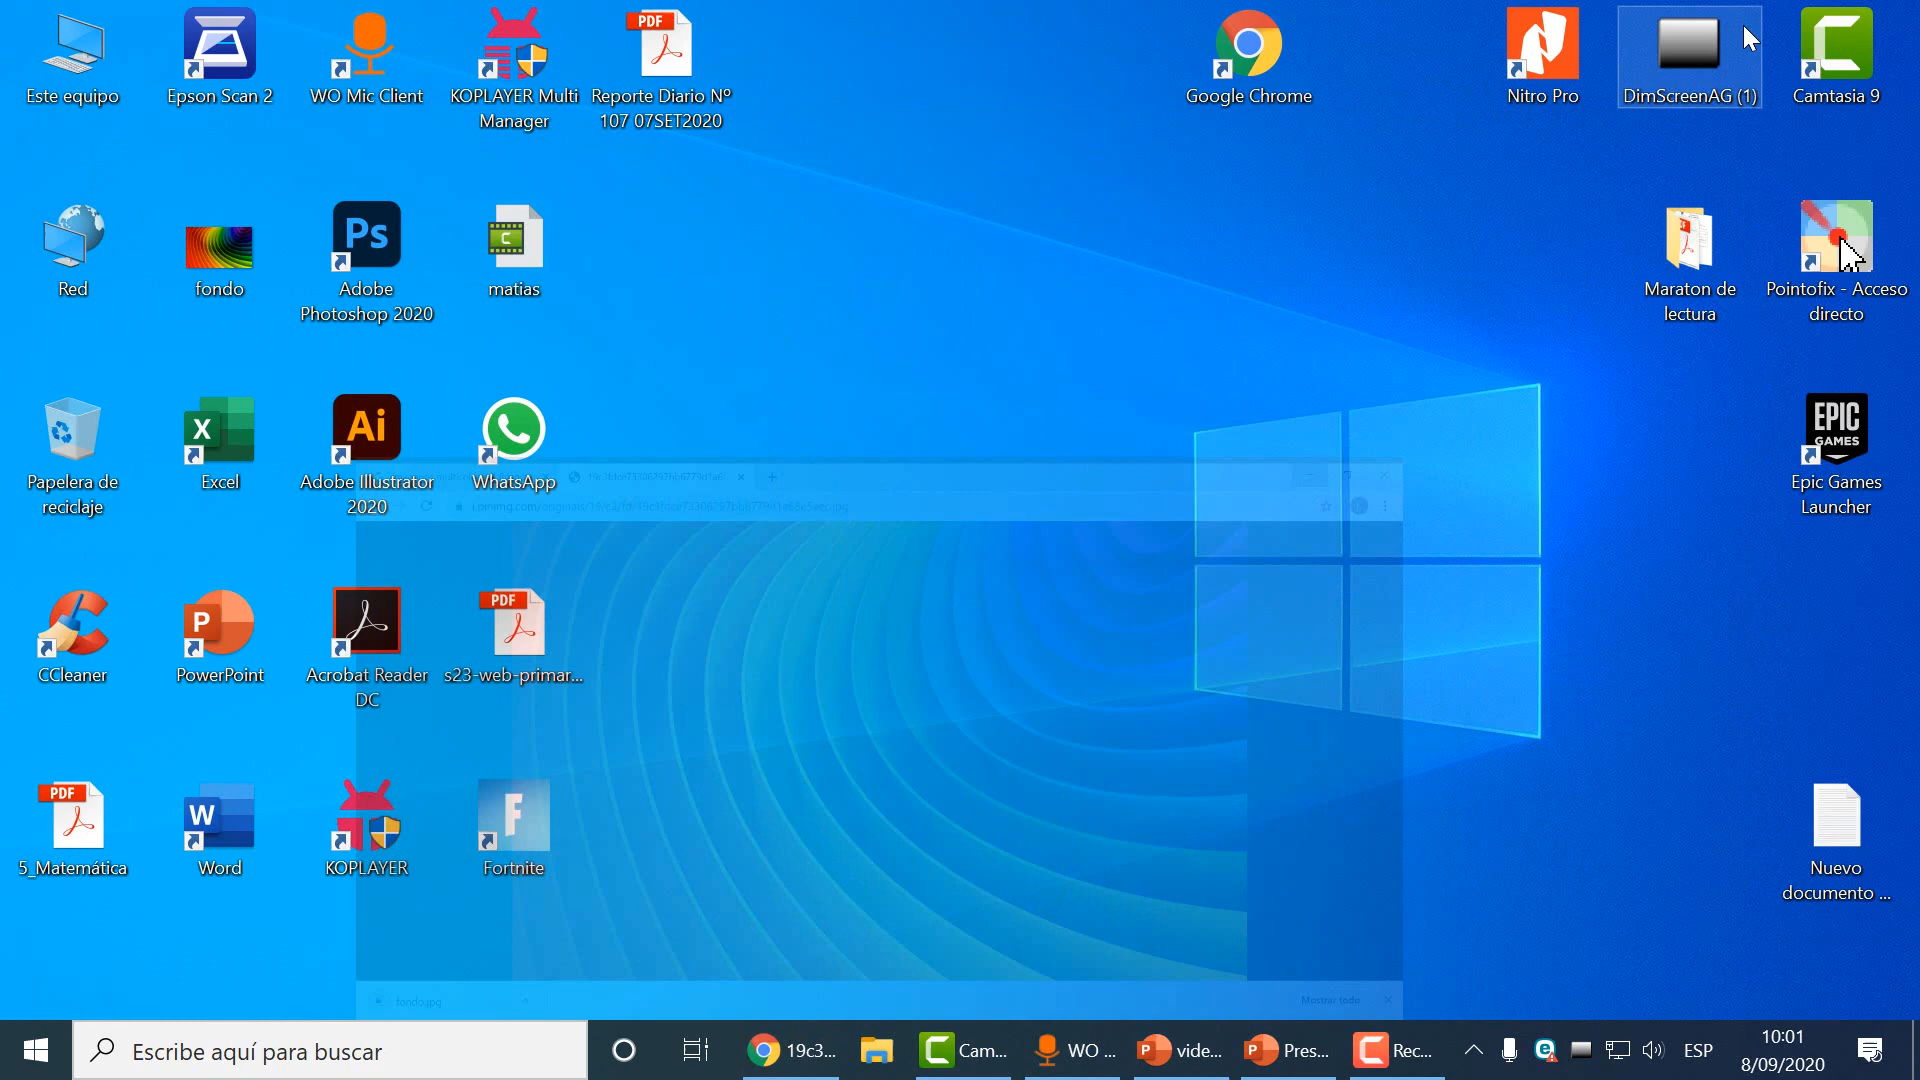 Este equipo
Epson Scan 2
WO Mic Client
KOPLAYER Multi
Manager
PDF
Reporte Diario Nº
107 07SET2020
Google Chrome
Nitro Pro
DimScreenAG (1)
Camtasia 9
Red
fondo
Ps
Adobe
Photoshop 2020
matias
Maraton de
lectura
Pointofix - Acceso
directo
Papelera de
reciclaje
X
Excel
Ai
Adobe Illustrator
2020
WhatsApp
EPIC
GAMES
Epic Games
Launcher
CCleaner
P
PowerPoint
Acrobat Reader
DC
PDF
s23-web-primar...
PDF
5_Matemática
W
Word
KOPLAYER
F
Fortnite
Nuevo
documento ...
fondo.jpg
Mostrar todo
Escribe aquí para buscar
19c3...
Cam...
WO ...
vide...
Pres...
Rec...
ESP
10:01
8/09/2020